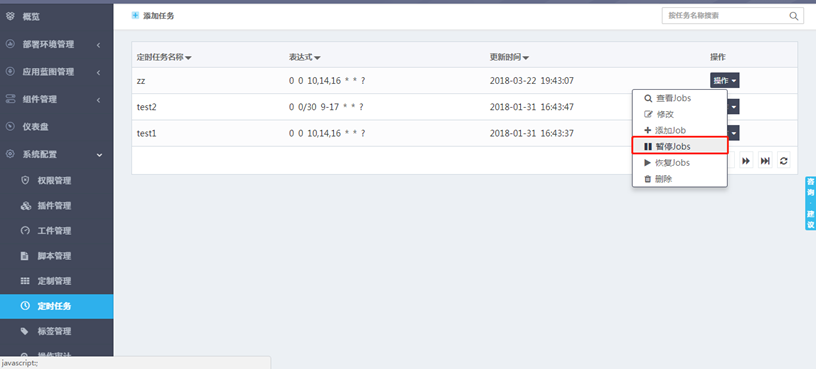 概览
部署环境管理
应用蓝图管理
组件管理
仪表盘
系统配置
权限管理
插件管理
工件管理
脚本管理
定制管理
定时任务
标签管理
操作审计
javascript:;
添加任务
按任务名称搜索
定时任务名称 表达式 更新时间 操作
zz 0 0 10,14,16 * * ? 2018-03-22 19:43:07 操作
test2 0 0/30 9-17 * * ? 2018-01-31 16:43:47
test1 0 0 10,14,16 * * ? 2018-01-31 16:43:37
查看Jobs
修改
添加Job
暂停Jobs
恢复Jobs
删除
咨询·建议